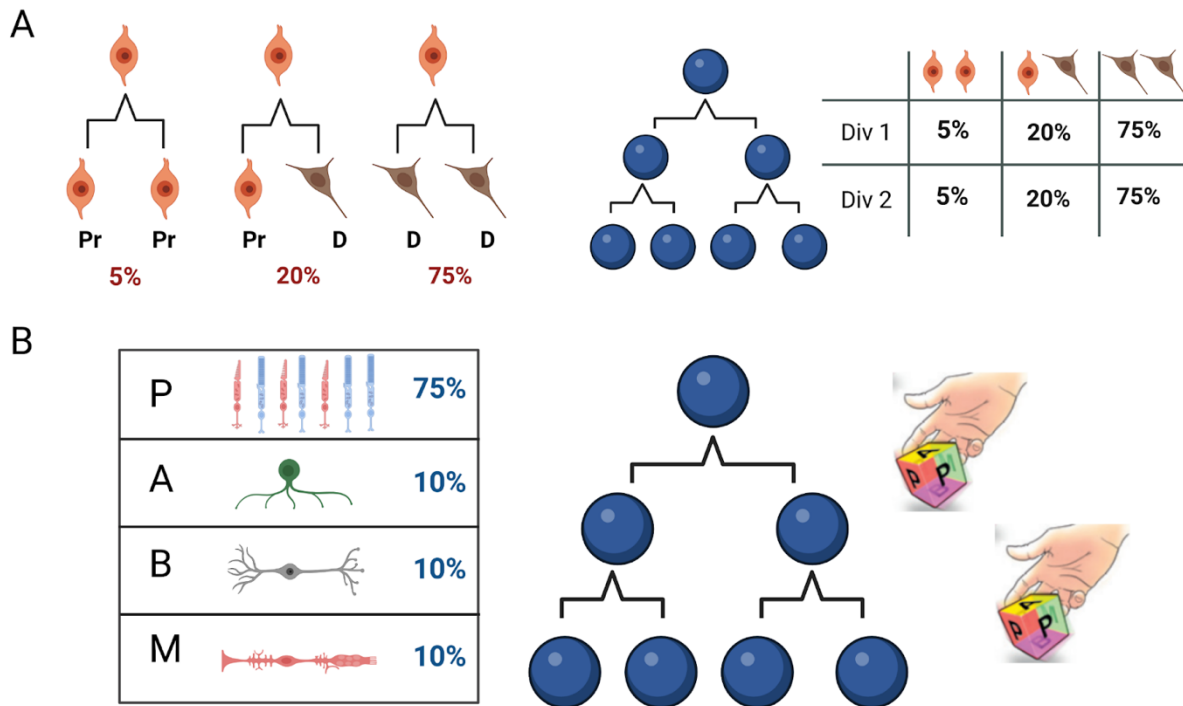 A
Div 1 5% 20% 75%
Div 2 5% 20% 75%
Pr Pr Pr D D D
5% 20% 75%
B
P 75%
A 10%
B 10%
M 10%
A
P
A
P